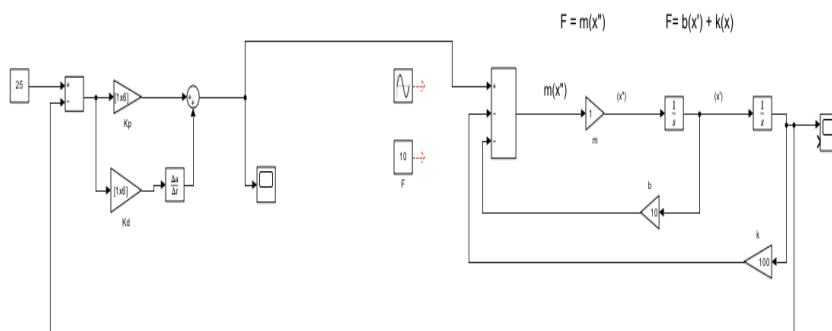 F = m(x") F= b(x') + k(x)
25
+
−
[1x6]
Kp
+
+
[1x6]
Kd
Δu
Δt
10
F
+
−
−
m(x")
1
m
(x")
1
s
(x')
1
s
b
10
k
100